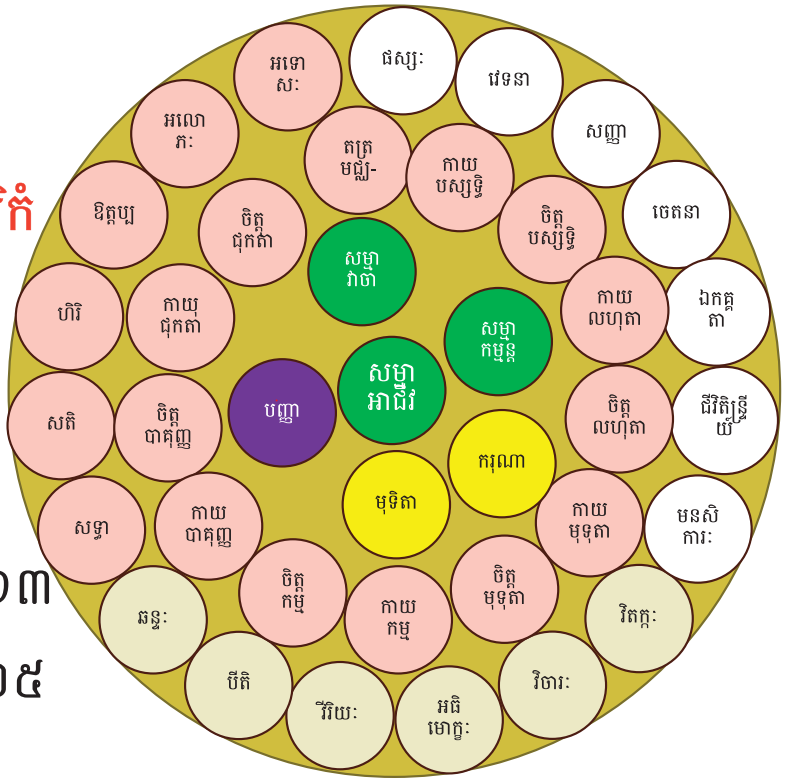 ផស្សៈ
វេទនា
សញ្ញា
ចេតនា
ឯកគ្គ
តា
ជីវិតិន្ទ្រី
យ៍
មនសិ
ការៈ
វិតក្កៈ
វិចារៈ
អធិ
មោក្ខៈ
វីរិយៈ
បីតិ
ឆន្ទៈ
សទ្ធា
សតិ
ហិរិ
ឱត្តប្ប
អលោ
ភៈ
អទោ
សៈ
តត្រ
មជ្ឈ-
កាយ
បស្សទ្ធិ
ចិត្ត
បស្សទ្ធិ
កាយ
លហុតា
ចិត្ត
លហុតា
កាយ
មុទុតា
ចិត្ត
មុទុតា
កាយ
កម្ម
ចិត្ត
កម្ម
កាយ
បាគុញ្ញ
ចិត្ត
បាគុញ្ញ
កាយុ
ជុកតា
ចិត្ត
ជុកតា
សម្មា
វាចា
សម្មា
កម្មន្ត
សម្មា
អាជីវ
បញ្ញា
ករុណា
មុទិតា